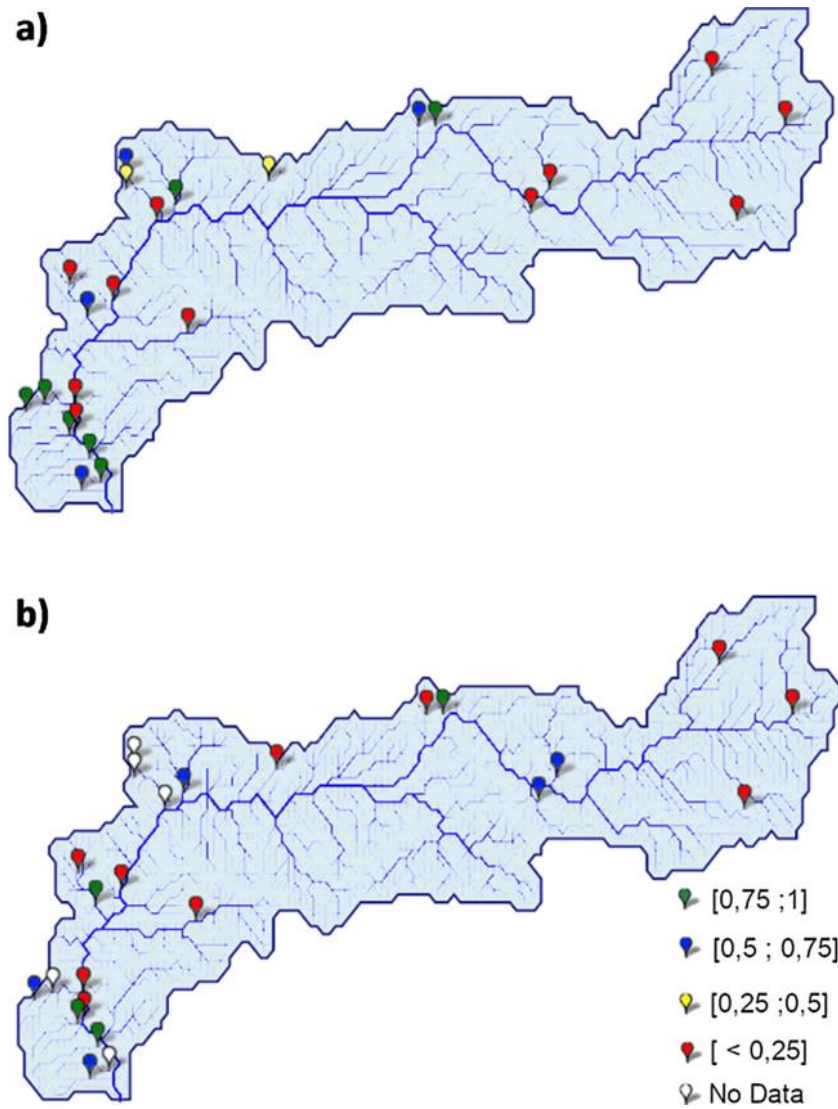 a)
b)
[0,75 ;1]
[0,5 ; 0,75]
[0,25 ;0,5]
[ < 0,25]
No Data